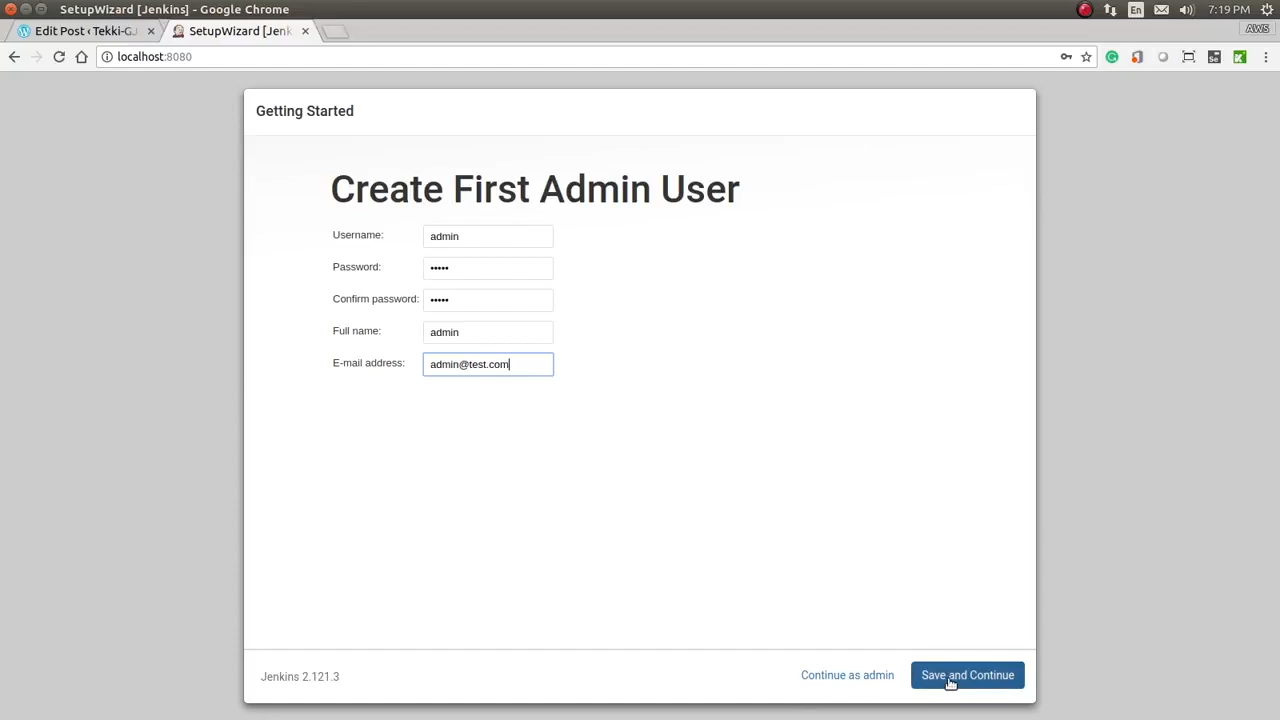 SetupWizard [Jenkins] - Google Chrome
En
7:19 PM
Edit Post ‹ Tekki-G
SetupWizard [Jenk
AWS
localhost:8080
Getting Started
Create First Admin User
Username:
admin
Password:
•••••
Confirm password:
•••••
Full name:
admin
E-mail address:
admin@test.com
Jenkins 2.121.3
Continue as admin
Save and Continue